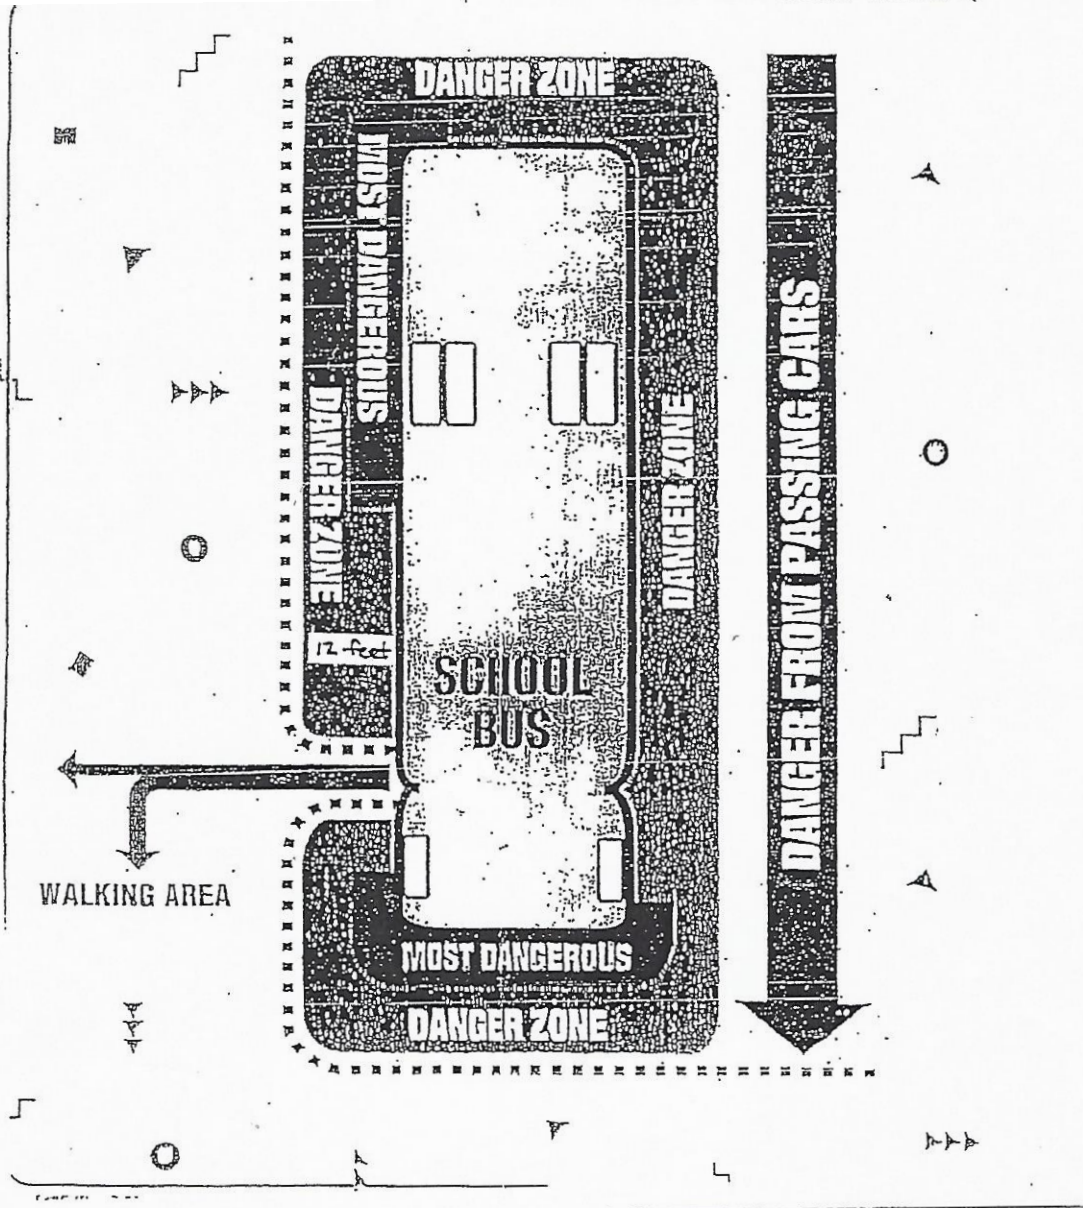 DANGER ZONE
MOST DANGEROUS
DANGER ZONE
DANGER ZONE
DANGER FROM PASSING CARS
12 feet
SCHOOL
BUS
WALKING AREA
MOST DANGEROUS
DANGER ZONE